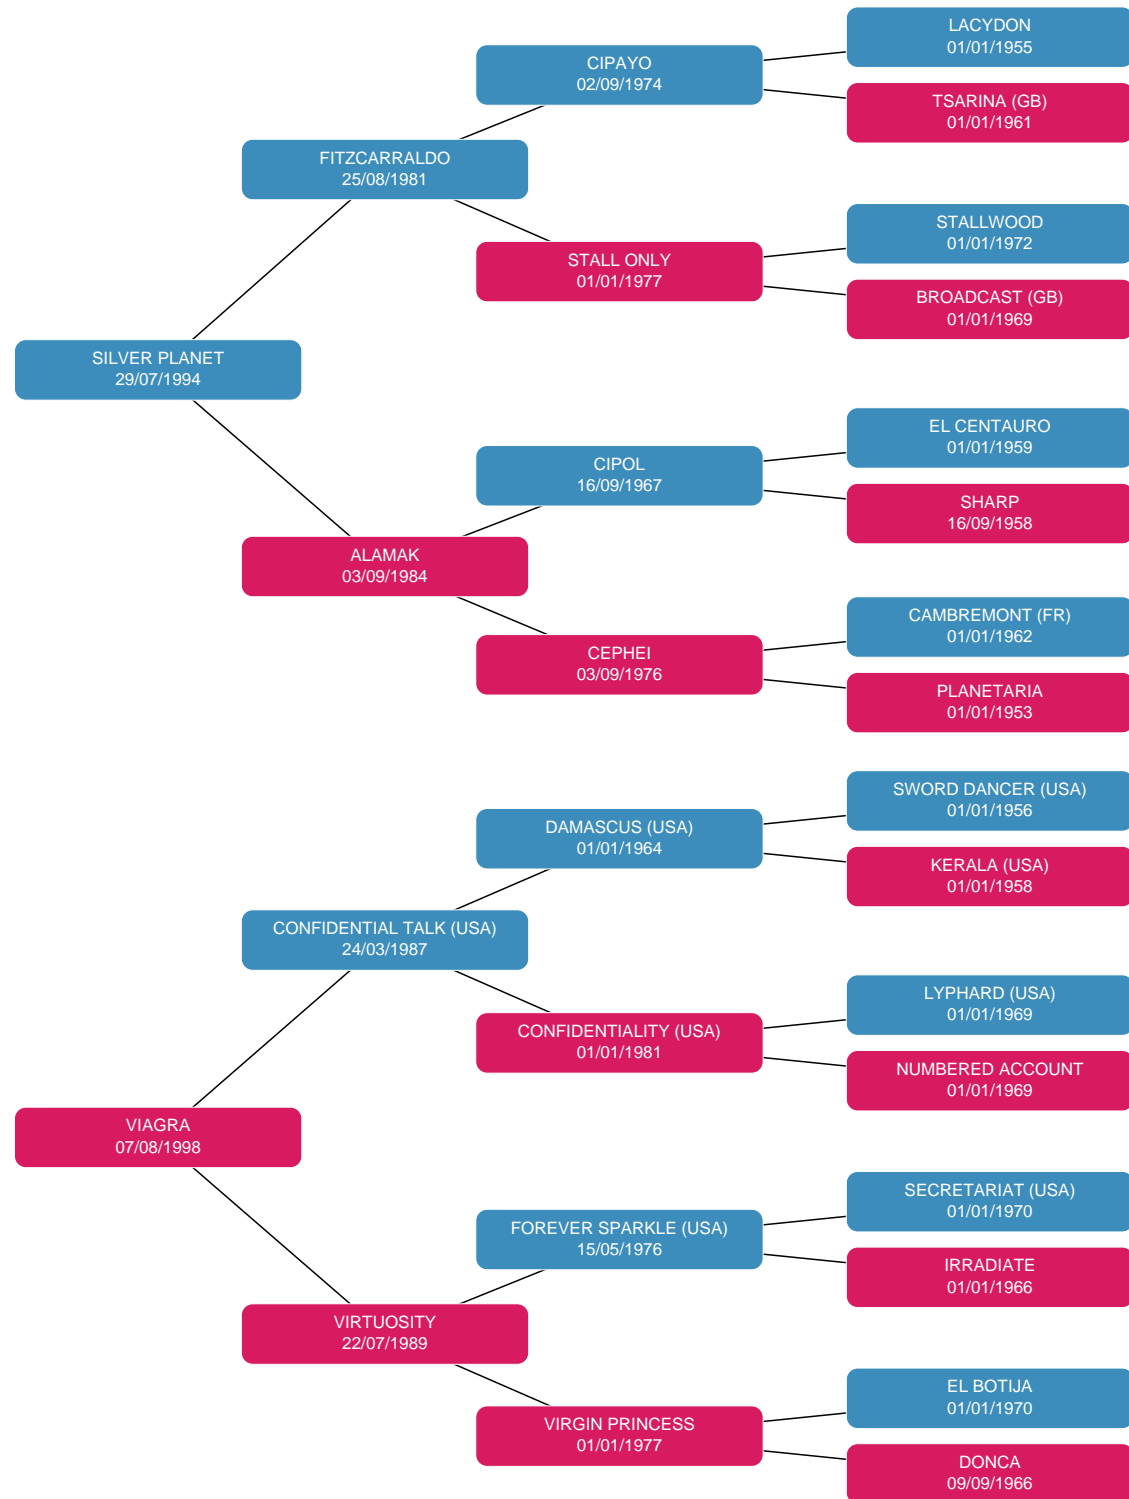 LACYDON
01/01/1955
CIPAYO
02/09/1974
TSARINA (GB)
01/01/1961
FITZCARRALDO
25/08/1981
STALLWOOD
01/01/1972
STALL ONLY
01/01/1977
BROADCAST (GB)
01/01/1969
SILVER PLANET
29/07/1994
EL CENTAURO
01/01/1959
CIPOL
16/09/1967
SHARP
16/09/1958
ALAMAK
03/09/1984
CAMBREMONT (FR)
01/01/1962
CEPHEI
03/09/1976
PLANETARIA
01/01/1953
SWORD DANCER (USA)
01/01/1956
DAMASCUS (USA)
01/01/1964
KERALA (USA)
01/01/1958
CONFIDENTIAL TALK (USA)
24/03/1987
LYPHARD (USA)
01/01/1969
CONFIDENTIALITY (USA)
01/01/1981
NUMBERED ACCOUNT
01/01/1969
VIAGRA
07/08/1998
SECRETARIAT (USA)
01/01/1970
FOREVER SPARKLE (USA)
15/05/1976
IRRADIATE
01/01/1966
VIRTUOSITY
22/07/1989
EL BOTIJA
01/01/1970
VIRGIN PRINCESS
01/01/1977
DONCA
09/09/1966